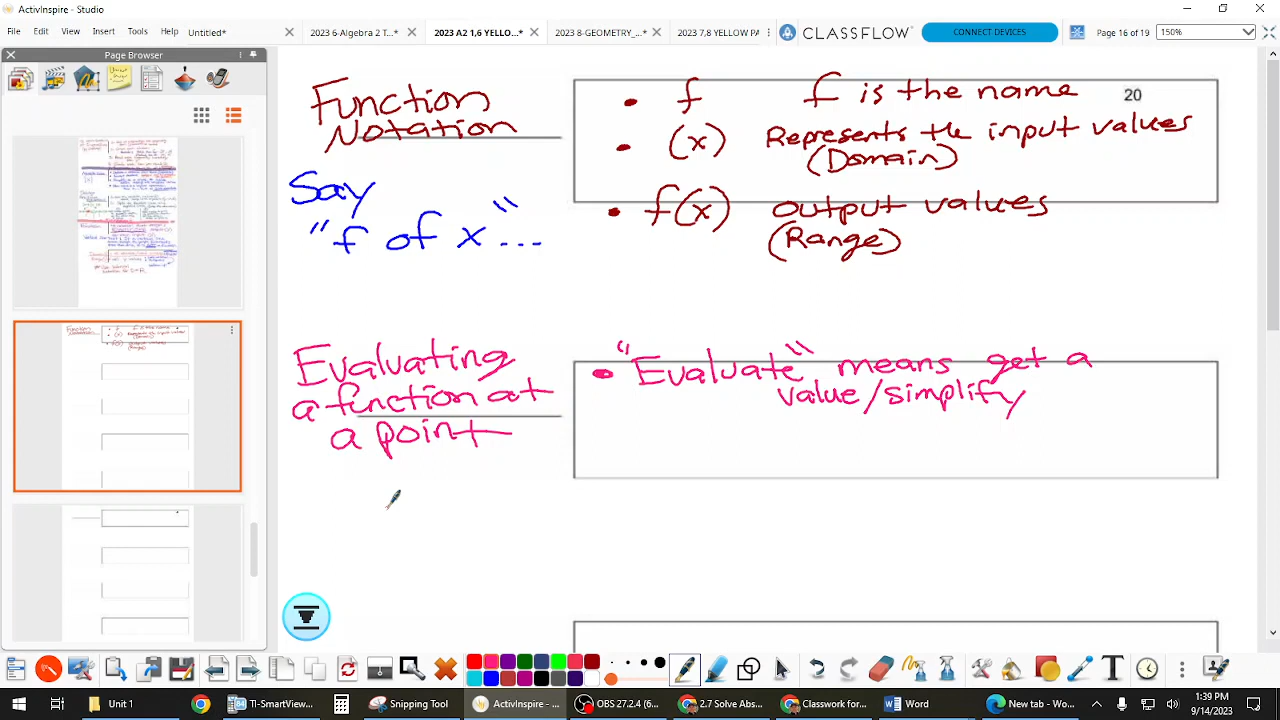 ActivInspire - Studio
File Edit View Insert Tools Help Untitled* 2023 6-Algebra 2 T...* 2023 A2 1,6 YELLO...* 2023 8-GEOMETRY_...* 2023 7,8 YELLOW PA CLASSFLOW CONNECT DEVICES Page 16 of 19 150%
Page Browser
Function
Notation
Say
"f of x"...
• f f is the name 20
• (x) Represents the input values
(Domain)
• f(x) output values
(Range)
Evaluating
a function at
a point
• "Evaluate" means get a
value/simplify
Unit 1 TI-SmartView... Snipping Tool ActivInspire - ... OBS 27.2.4 (6... 2.7 Solve Abs... Classwork for... Word New tab - W...
1:39 PM
9/14/2023